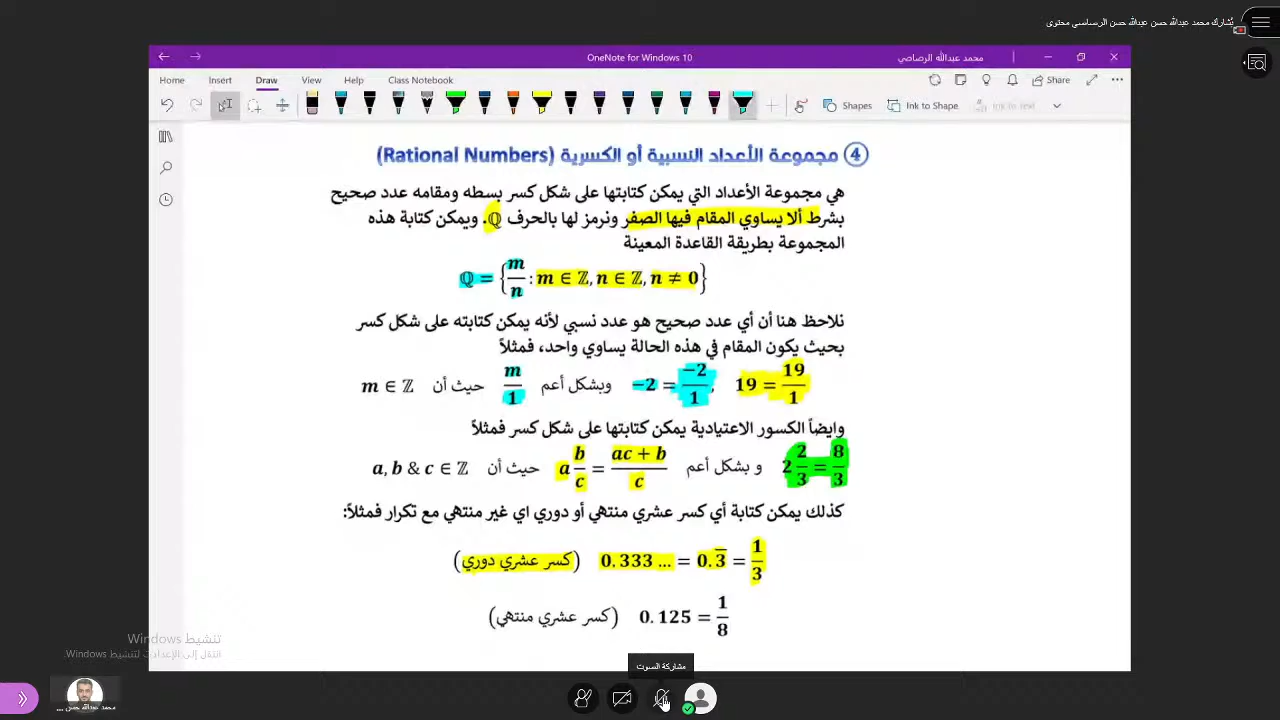 يُشارك محمد عبدالله حسن عبدالله حسن الرصاصي محتوى
OneNote for Windows 10
محمد عبدالله الرصاصي
Home Insert Draw View Help Class Notebook Share
Shapes Ink to Shape Ink to Text
④ مجموعة الأعداد النسبية أو الكسرية (Rational Numbers)
هي مجموعة الأعداد التي يمكن كتابتها على شكل كسر بسطه ومقامه عدد صحيح
بشرط ألا يساوي المقام فيها الصفر ونرمز لها بالحرف ℚ. ويمكن كتابة هذه
المجموعة بطريقة القاعدة المعينة
ℚ = {m/n : m ∈ ℤ, n ∈ ℤ, n ≠ 0}
نلاحظ هنا أن أي عدد صحيح هو عدد نسبي لأنه يمكن كتابته على شكل كسر
بحيث يكون المقام في هذه الحالة يساوي واحد، فمثلاً
19 = 19/1 , −2 = −2/1 وبشكل أعم m/1 حيث أن m ∈ ℤ
وايضاً الكسور الاعتيادية يمكن كتابتها على شكل كسر فمثلاً
2 2/3 = 8/3 و بشكل أعم a b/c = (ac + b)/c حيث أن a, b & c ∈ ℤ
كذلك يمكن كتابة أي كسر عشري منتهي أو دوري اي غير منتهي مع تكرار فمثلاً:
0.333 ... = 0.3̅ = 1/3 (كسر عشري دوري)
0.125 = 1/8 (كسر عشري منتهي)
تنشيط Windows
انتقل إلى الإعدادات لتنشيط Windows.
مشاركة الصوت
محمد عبدالله حسن ...